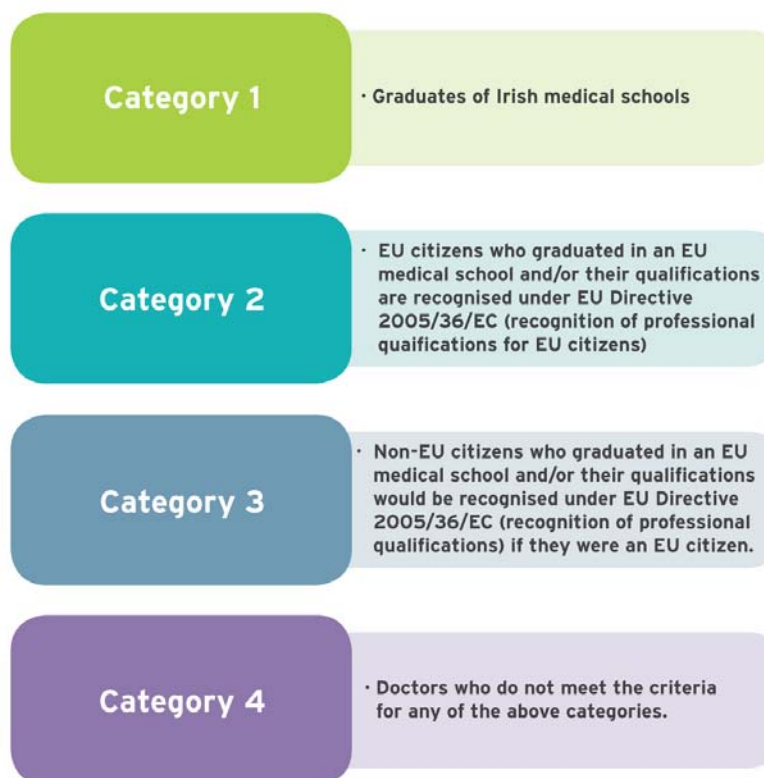 Category 1
· Graduates of Irish medical schools
Category 2
· EU citizens who graduated in an EU
medical school and/or their qualifications
are recognised under EU Directive
2005/36/EC (recognition of professional
quaifications for EU citizens)
Category 3
· Non-EU citizens who graduated in an EU
medical school and/or their qualifications
would be recognised under EU Directive
2005/36/EC (recognition of professional
qualifications) if they were an EU citizen.
Category 4
· Doctors who do not meet the criteria
for any of the above categories.